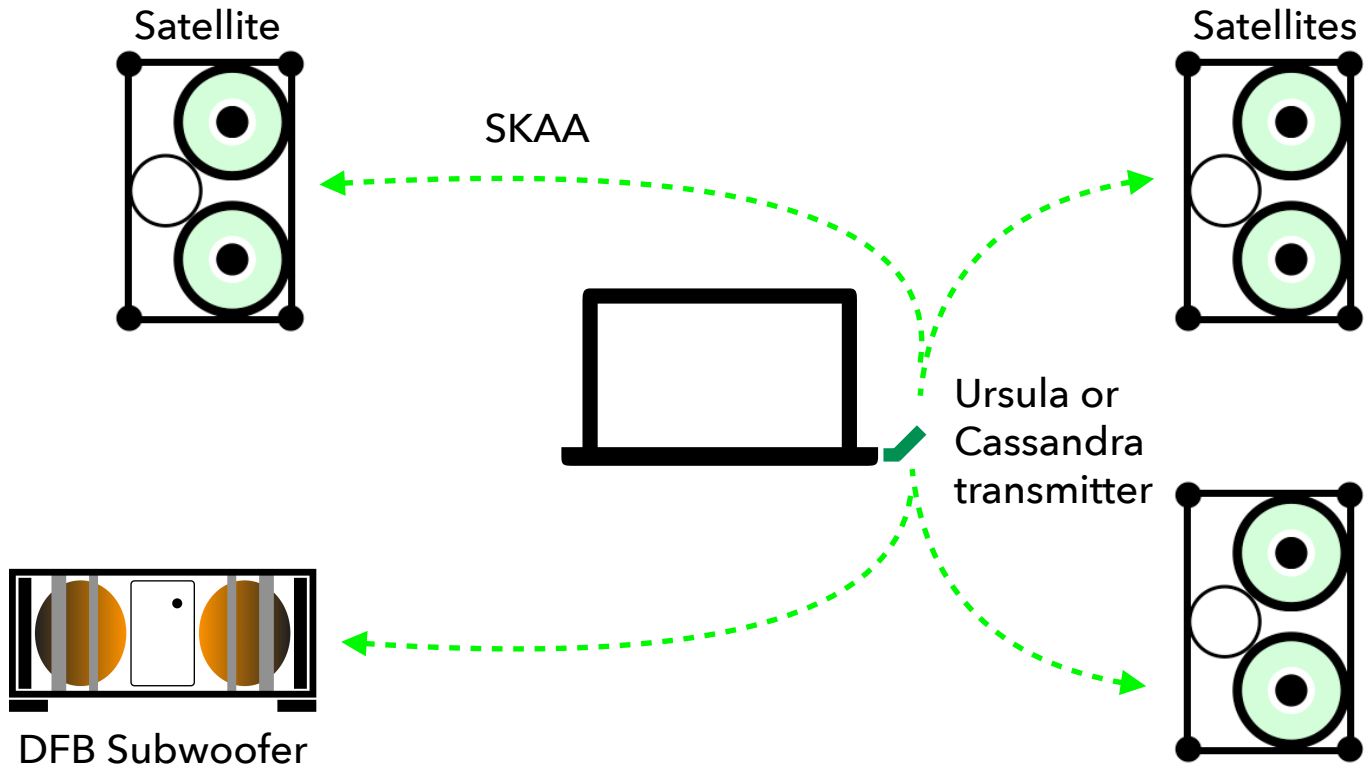 Satellite
Satellites
SKAA
Ursula or
Cassandra
transmitter
DFB Subwoofer